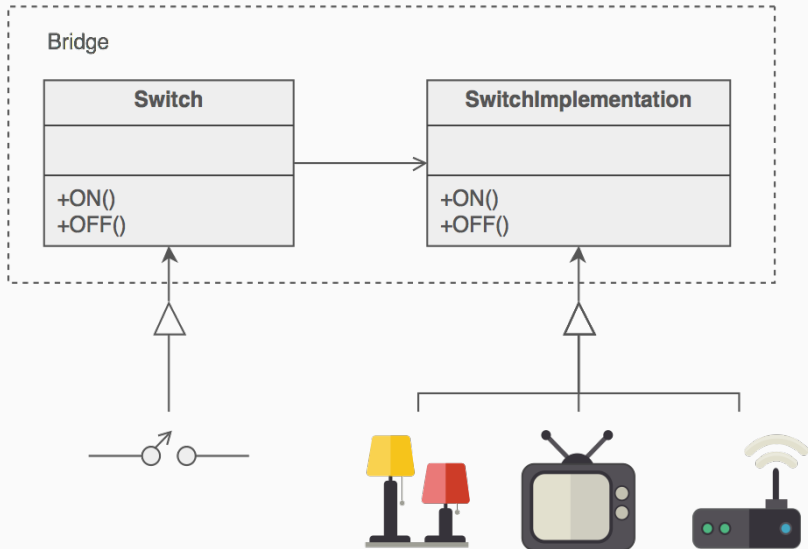 Bridge
Switch
+ON()
+OFF()
SwitchImplementation
+ON()
+OFF()